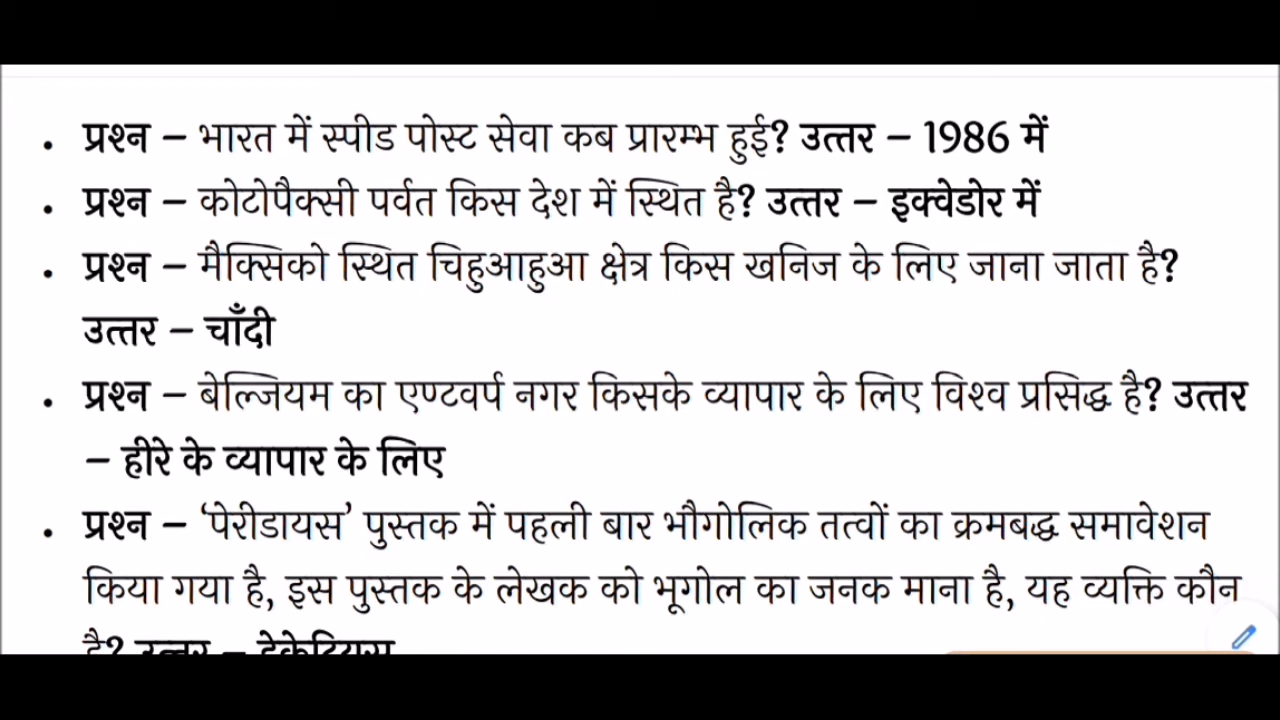 . प्रश्न – भारत में स्पीड पोस्ट सेवा कब प्रारम्भ हुई? उत्तर – 1986 में
. प्रश्न – कोटोपैक्सी पर्वत किस देश में स्थित है? उत्तर – इक्वेडोर में
. प्रश्न – मैक्सिको स्थित चिहुआहुआ क्षेत्र किस खनिज के लिए जाना जाता है?
उत्तर – चाँदी
. प्रश्न – बेल्जियम का एण्टवर्प नगर किसके व्यापार के लिए विश्व प्रसिद्ध है? उत्तर
– हीरे के व्यापार के लिए
. प्रश्न – ‘पेरीडायस’ पुस्तक में पहली बार भौगोलिक तत्वों का क्रमबद्ध समावेशन
किया गया है, इस पुस्तक के लेखक को भूगोल का जनक माना है, यह व्यक्ति कौन
है? उत्तर –